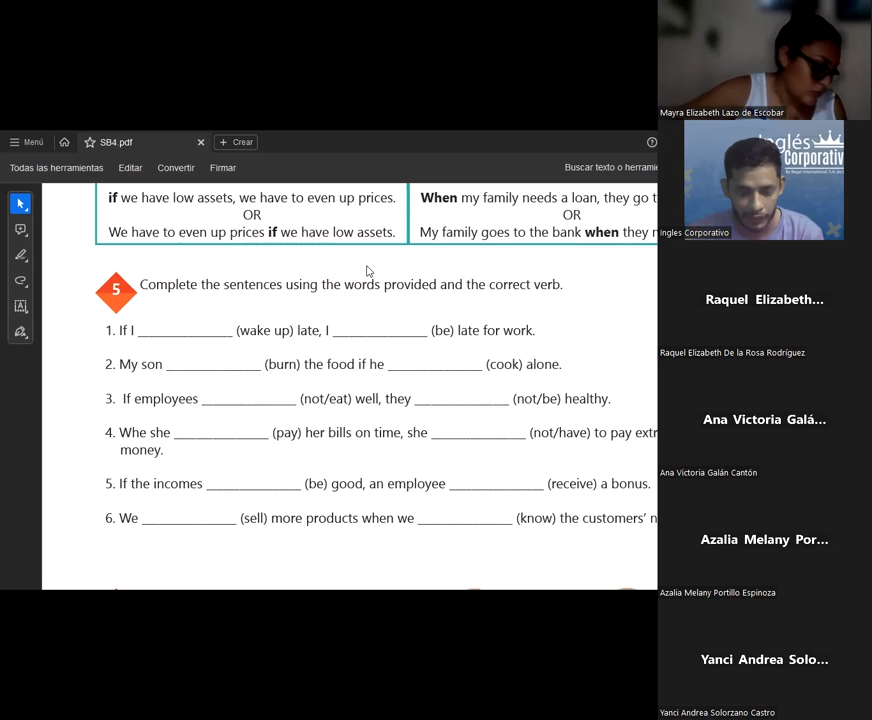 Menú
SB4.pdf
Crear
Todas las herramientas
Editar
Convertir
Firmar
Buscar texto o herramie
if we have low assets, we have to even up prices.
OR
We have to even up prices if we have low assets.
When my family needs a loan, they go t
OR
My family goes to the bank when they n
5
Complete the sentences using the words provided and the correct verb.
1. If I ______________ (wake up) late, I ______________ (be) late for work.
2. My son ______________ (burn) the food if he ______________ (cook) alone.
3. If employees ______________ (not/eat) well, they ______________ (not/be) healthy.
4. Whe she ______________ (pay) her bills on time, she ______________ (not/have) to pay extr
money.
5. If the incomes ______________ (be) good, an employee ______________ (receive) a bonus.
6. We ______________ (sell) more products when we ______________ (know) the customers' n
Mayra Elizabeth Lazo de Escobar
Inglés
Corporativ
By Regal International, S.A. de
Ingles Corporativo
Raquel Elizabeth...
Raquel Elizabeth De la Rosa Rodríguez
Ana Victoria Galá...
Ana Victoria Galán Cantón
Azalia Melany Por...
Azalia Melany Portillo Espinoza
Yanci Andrea Solo...
Yanci Andrea Solorzano Castro